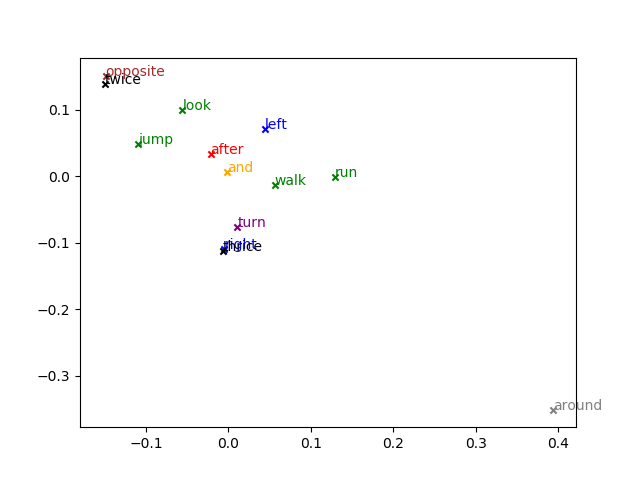 opposite
twice
look
left
jump
after
and
walk
run
turn
right
thrice
around
0.1
0.0
−0.1
−0.2
−0.3
−0.1
0.0
0.1
0.2
0.3
0.4